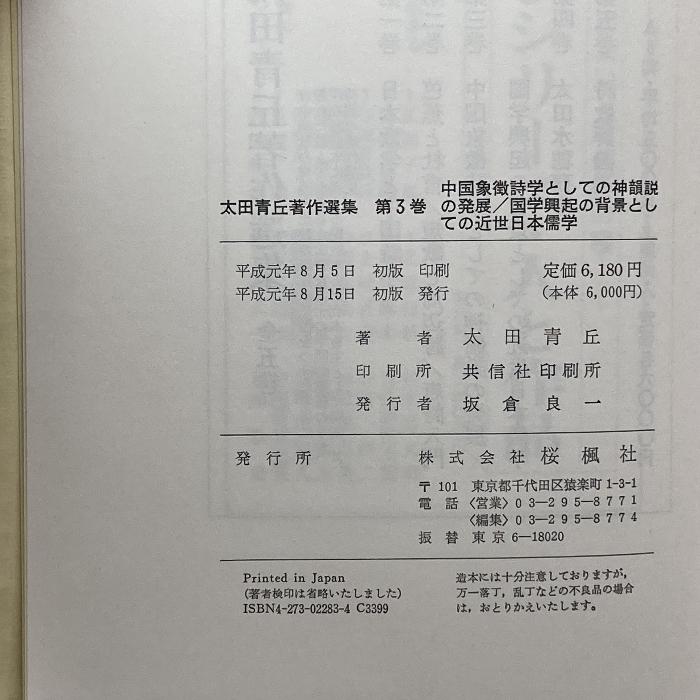 太田青丘著作選集 第3巻 中国象徴詩学としての神韻説
の発展／国学興起の背景とし
ての近世日本儒学
平成元年8月5日 初版 印刷 定価 6,180円
平成元年8月15日 初版 発行 (本体 6,000円)
著者 太田青丘
印刷所 共信社印刷所
発行者 坂倉良一
発行所 株式会社 桜楓社
〒101 東京都千代田区猿楽町1-3-1
電話〈営業〉03—295—8771
〈編集〉03—295—8774
振替 東京6—18020
Printed in Japan
(著者検印は省略いたしました)
ISBN4-273-02283-4 C3399
造本には十分注意しておりますが，
万一落丁，乱丁などの不良品の場合
は，おとりかえいたします。